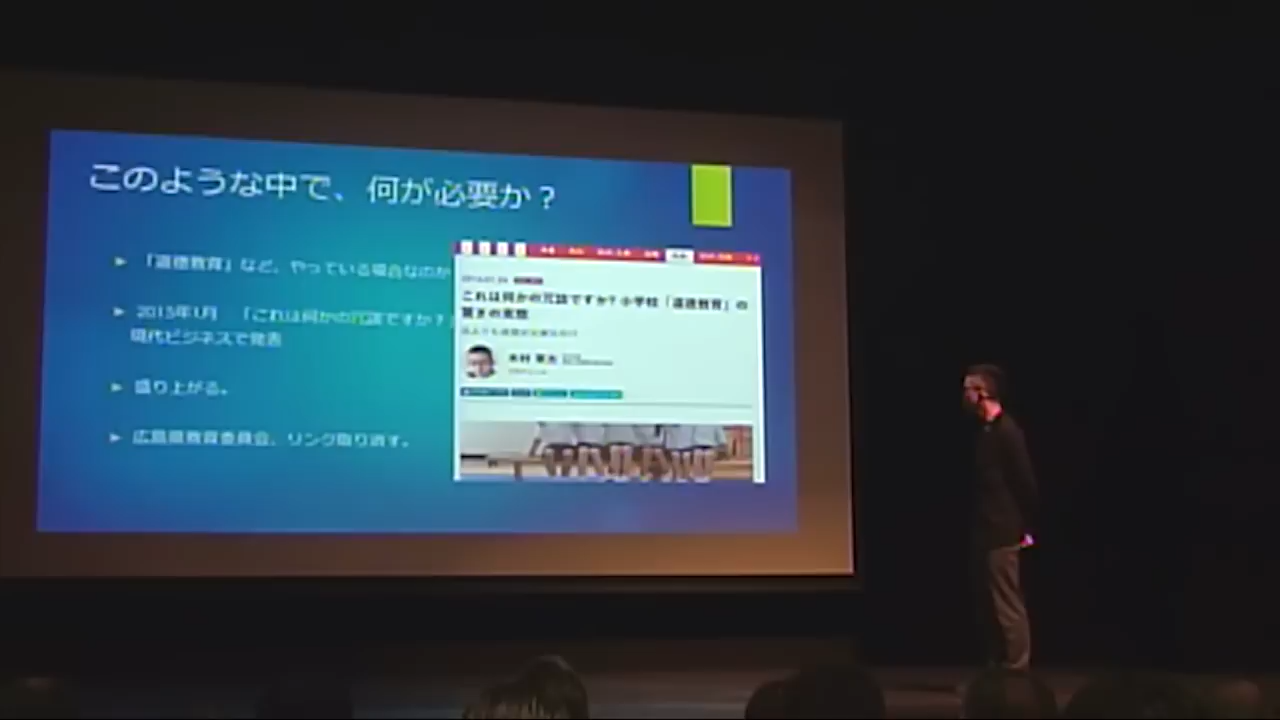 このような中で、何が必要か？
「道徳教育」など、やっている場合なのか
2015年1月 「これは何かの冗談ですか？
現代ビジネスで発表
盛り上がる。
広島県教育委員会、リンク取り消す。
これは何かの冗談ですか? 小学校「道徳教育」の
驚きの実態
木村 草太